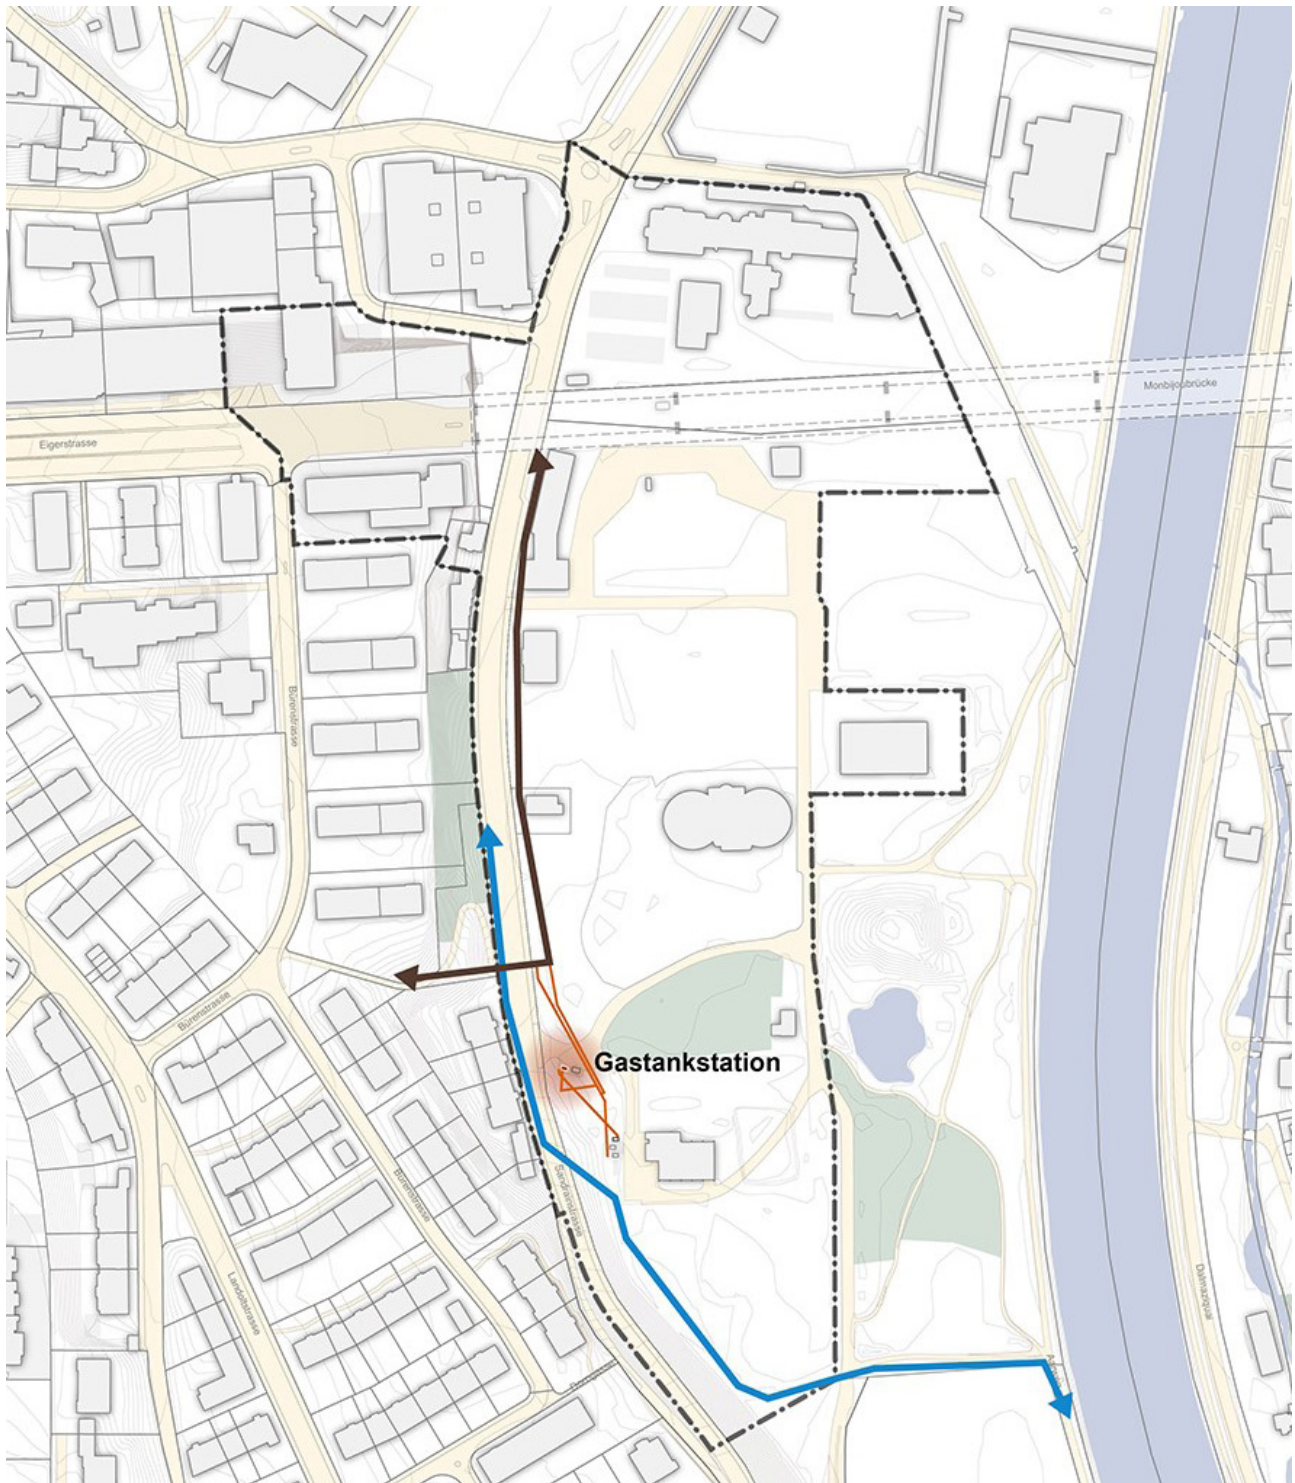 Monbijoubrücke
Eigerstrasse
Bürenstrasse
Bürenstrasse
Gastankstation
Sandrainstrasse
Bürenstrasse
Landoltstrasse
Dalmaziquai